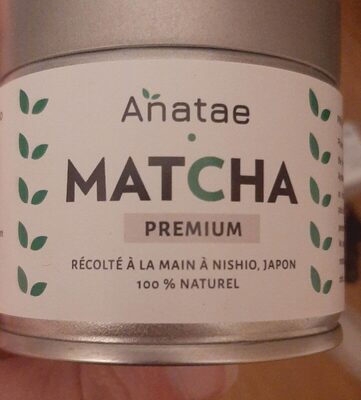 Anatae
MATCHA
PREMIUM
RÉCOLTÉ À LA MAIN À NISHIO, JAPON
100 % NATUREL